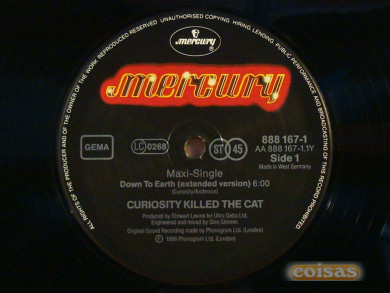 UNAUTHORISED COPYING, HIRING, LENDING, PUBLIC PERFORMANCE AND BROADCASTING OF THIS RECORD PROHIBITED
ALL RIGHTS OF THE PRODUCER AND OF THE OWNER OF THE WORK REPRODUCED RESERVED
mercury
mercury
GEMA
LC 0268
ST 45
888 167-1
AA 888 167-1.1Y
Side 1
Made in West Germany
Maxi-Single
Down To Earth (extended version) 6:00
(Curiosity/Anderson)
CURIOSITY KILLED THE CAT
Produced by Stewart Levine for Oliverea Ltd.
Engineered and mixed by Glen Skinner
Original Sound Recording made by Phonogram Ltd. (London)
℗ 1986 Phonogram Ltd. (London)
coisas